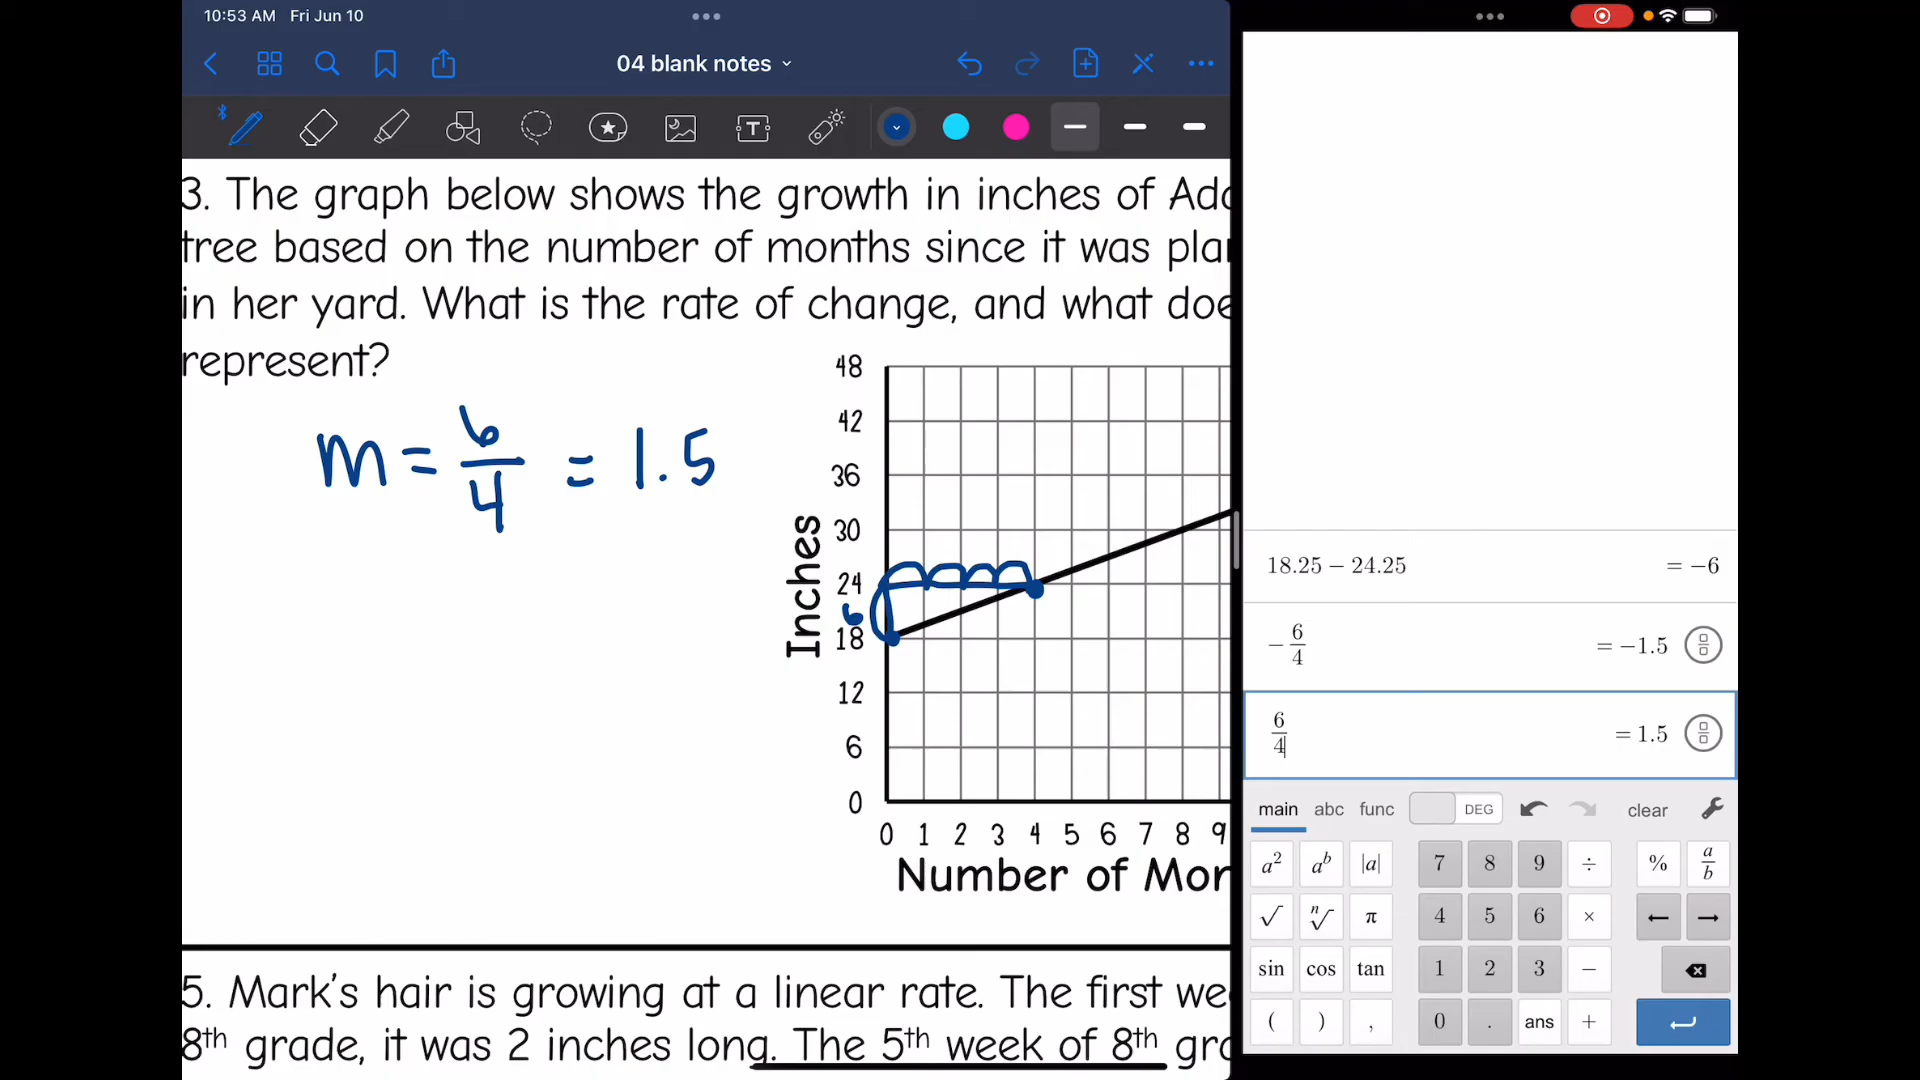 10:53 AM Fri Jun 10
04 blank notes
T
3. The graph below shows the growth in inches of
tree based on the number of months since it was
in her yard. What is the rate of change, and what
represent?
m = 6/4 = 1.5
48
42
36
30
24
18
12
6
0
6
Inches
0 1 2 3 4 5 6 7 8 9
Number of
5. Mark's hair is growing at a linear rate. The first
8th grade, it was 2 inches long. The 5th week of 8th
18.25 − 24.25 = −6
−6/4 = −1.5
6/4 = 1.5
main abc func DEG clear
a² aᵇ |a| 7 8 9 ÷ % a/b
√ ⁿ√ π 4 5 6 × ← →
sin cos tan 1 2 3 −
( ) , 0 . ans +